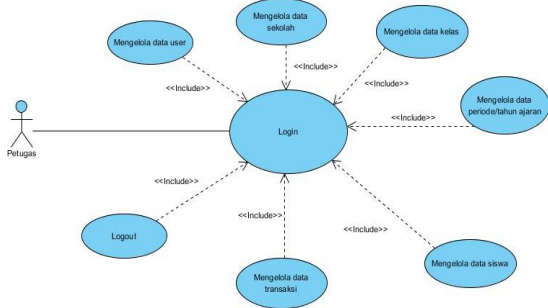 Mengelola data
sekolah
Mengelola data kelas
Mengelola data user
<<Include>>
<<Include>>
<<Include>>
Mengelola data
periode/tahun ajaran
<<Include>>
Login
Petugas
<<Include>>
<<Include>>
<<Include>>
Logout
Mengelola data siswa
Mengelola data
transaksi